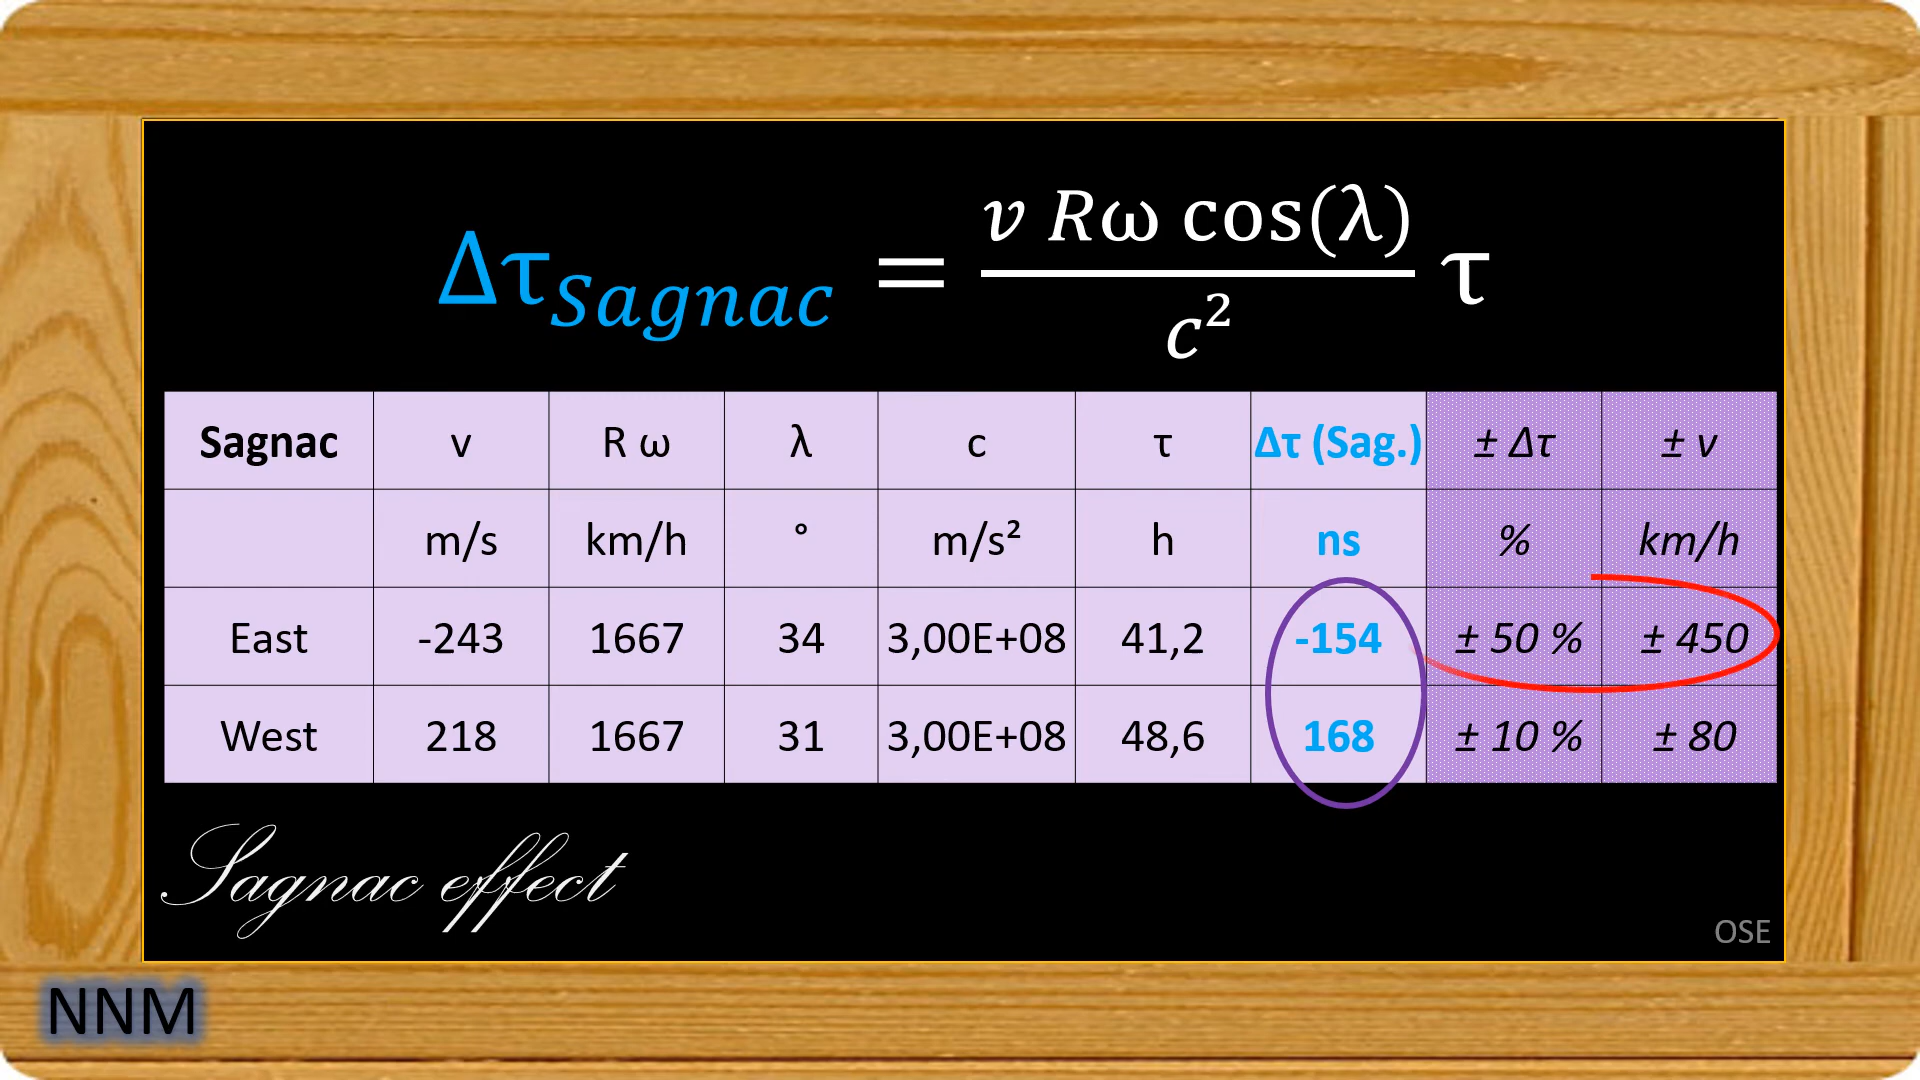 Δτ_Sagnac = v Rω cos(λ) / c² τ
Sagnac v R ω λ c τ Δτ (Sag.) ± Δτ ± v
m/s km/h ° m/s² h ns % km/h
East -243 1667 34 3,00E+08 41,2 -154 ± 50 % ± 450
West 218 1667 31 3,00E+08 48,6 168 ± 10 % ± 80
Sagnac effect
OSE
NNM